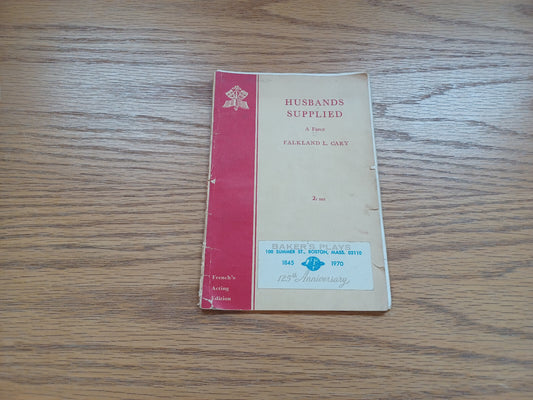 HUSBANDS
SUPPLIED
A Farce
FALKLAND L. CARY
2s. net
BAKER'S PLAYS
100 SUMMER ST., BOSTON, MASS. 02110
1845 1970
125th Anniversary
French's
Acting
Edition